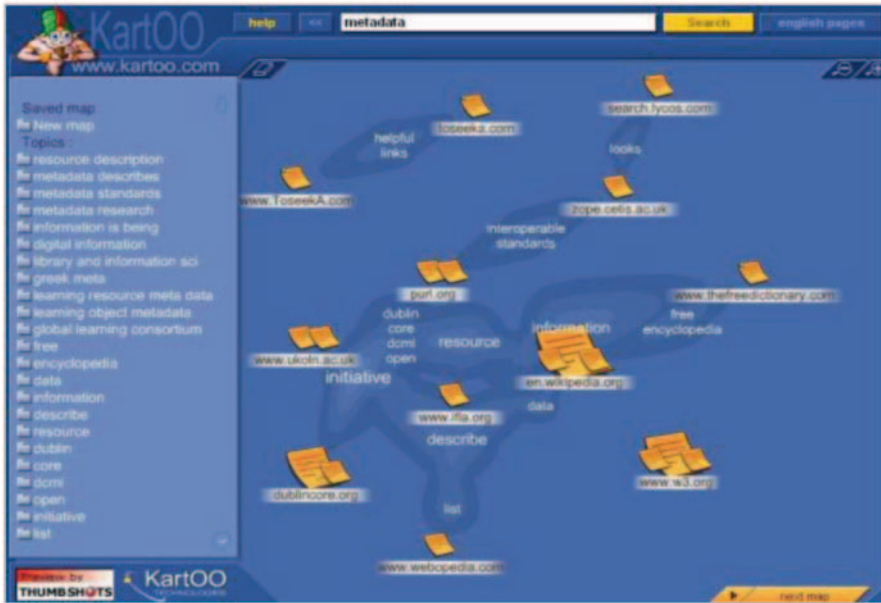 KartOO
www.kartoo.com
help
<<
metadata
Search
english pages
Saved map
New map
Topics :
resource description
metadata describes
metadata standards
metadata research
information is being
digital information
library and information sci
greek meta
learning resource meta data
learning object metadata
global learning consortium
free
encyclopedia
data
information
describe
resource
dublin
core
dcmi
open
initiative
list
Preview by
THUMBSHOTS
KartOO
TECHNOLOGIES
toseeka.com
search.lycos.com
helpful
links
looks
www.ToseekA.com
zope.cetis.ac.uk
interoperable
standards
purl.org
www.thefreedictionary.com
dublin
core
dcmi
open
resource
information
free
encyclopedia
www.ukoln.ac.uk
initiative
en.wikipedia.org
www.ifla.org
data
describe
dublincore.org
www.w3.org
list
www.webopedia.com
next map